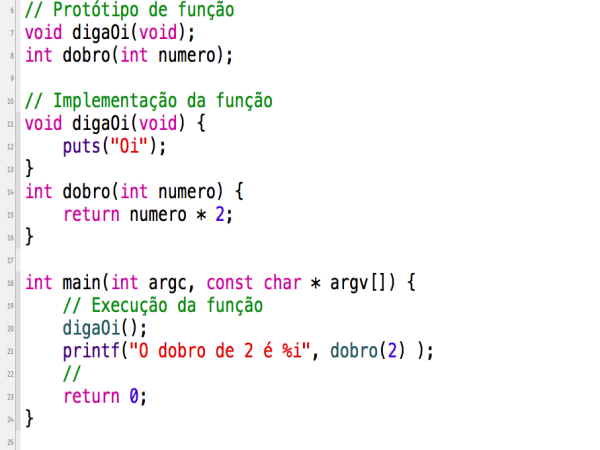 6 // Protótipo de função
7 void digaOi(void);
8 int dobro(int numero);
9
10 // Implementação da função
11 void digaOi(void) {
12     puts("Oi");
13 }
14 int dobro(int numero) {
15     return numero * 2;
16 }
17
18 int main(int argc, const char * argv[]) {
19     // Execução da função
20     digaOi();
21     printf("O dobro de 2 é %i", dobro(2) );
22     //
23     return 0;
24 }
25